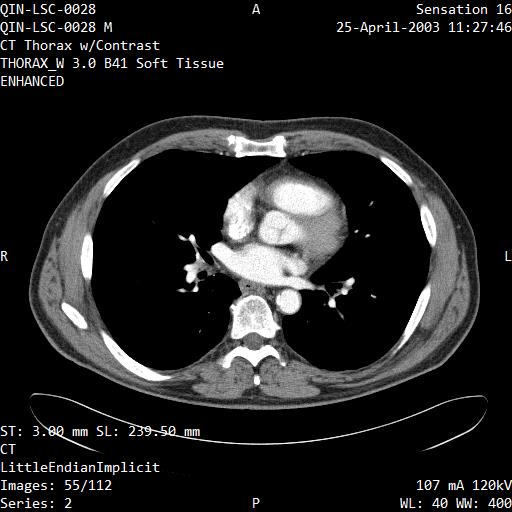 QIN-LSC-0028
A
Sensation 16
QIN-LSC-0028 M
25-April-2003 11:27:46
CT Thorax w/Contrast
THORAX_W 3.0 B41 Soft Tissue
ENHANCED
R
L
ST: 3.00 mm SL: 239.50 mm
CT
LittleEndianImplicit
Images: 55/112
107 mA 120kV
Series: 2
P
WL: 40 WW: 400